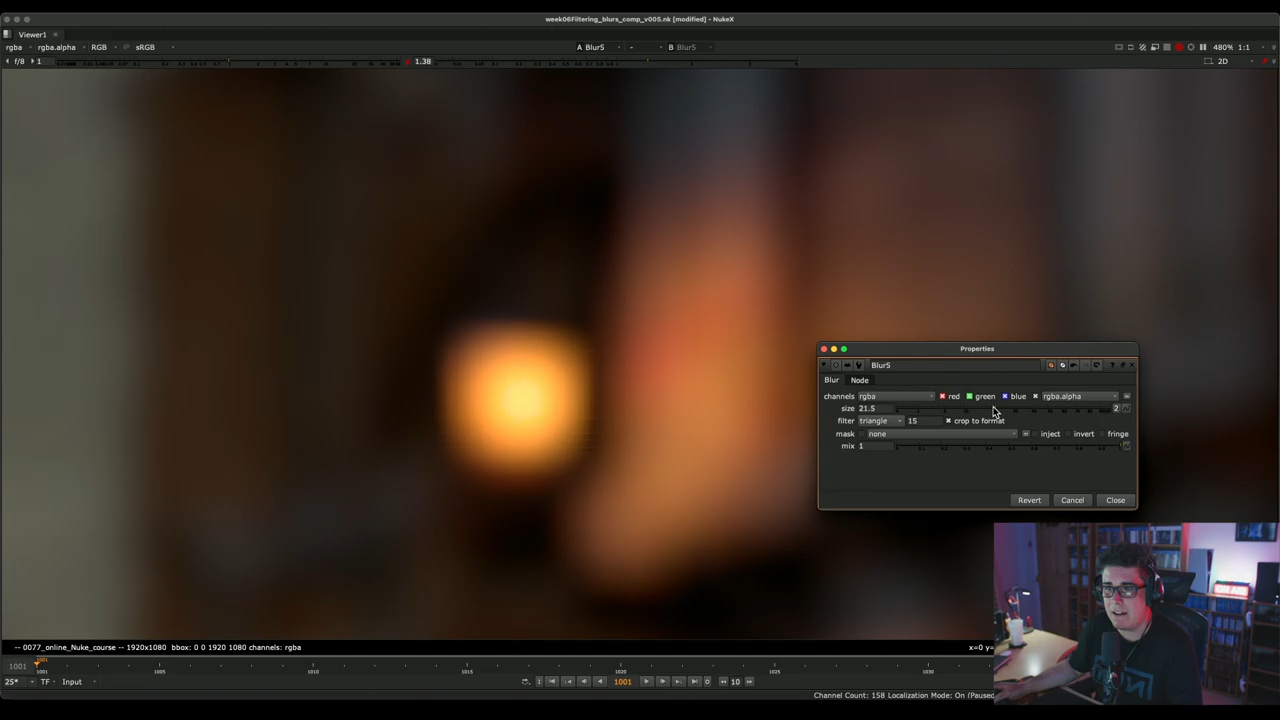 week06Filtering_blurs_comp_v005.nk [modified] - NukeX
Viewer1
rgba rgba.alpha RGB sRGB A Blur5 - B Blur5 480% 1:1
f/8 1 1.38 2D
Properties
Blur5
Blur Node
channels rgba red green blue rgba.alpha
size 21.5 2
filter triangle 15 crop to format
mask none inject invert fringe
mix 1
Revert Cancel Close
-- 0077_online_Nuke_course -- 1920x1080 bbox: 0 0 1920 1080 channels: rgba x=0 y=
1001 1001 1005 1010 1015 1020 1025 1030
25* TF Input 1001 10
Channel Count: 158 Localization Mode: On (Paused